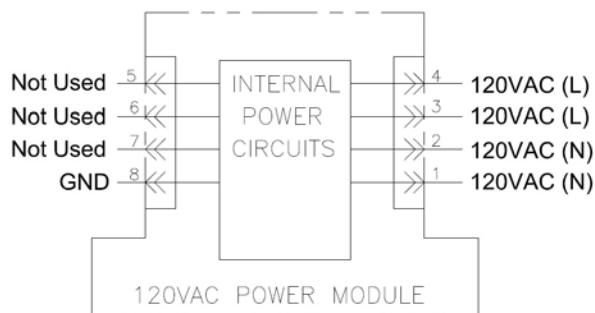 Not Used 5 INTERNAL 4 120VAC (L)
Not Used 6 POWER 3 120VAC (L)
Not Used 7 CIRCUITS 2 120VAC (N)
GND 8 1 120VAC (N)
120VAC POWER MODULE